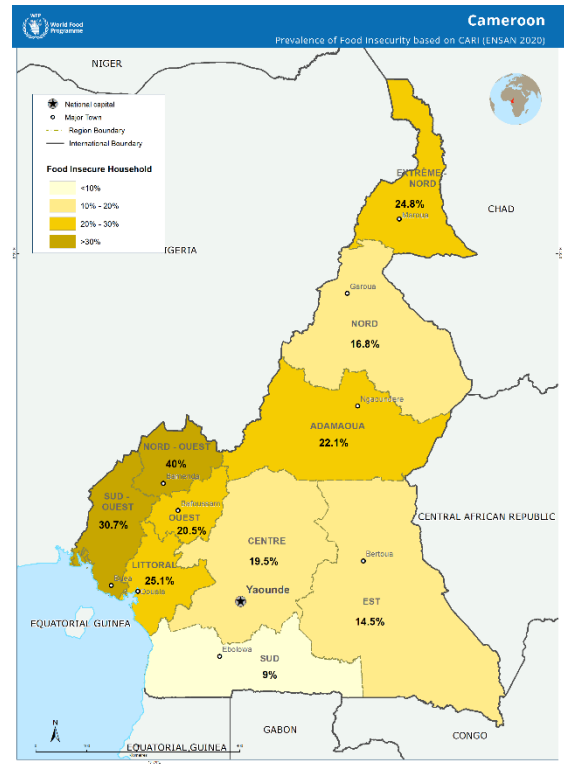 WFP
World Food
Programme
Cameroon
Prevalence of Food Insecurity based on CARI (ENSAN 2020)
NIGER
National capital
Major Town
Region Boundary
International Boundary
Food Insecure Household
<10%
10% - 20%
20% - 30%
>30%
IGERIA
EXTRÊME -
NORD
24.8%
Maroua
CHAD
Garoua
NORD
16.8%
Ngaoundere
ADAMAOUA
22.1%
NORD - OUEST
40%
Bamenda
SUD -
OUEST
30.7%
Bafoussam
OUEST
20.5%
CENTRAL AFRICAN REPUBLIC
CENTRE
19.5%
Bertoua
LITTORAL
25.1%
Buea
Douala
Yaounde
EST
14.5%
EQUATORIAL GUINEA
Ebolowa
SUD
9%
N
GABON
CONGO
EQUATORIAL GUINEA